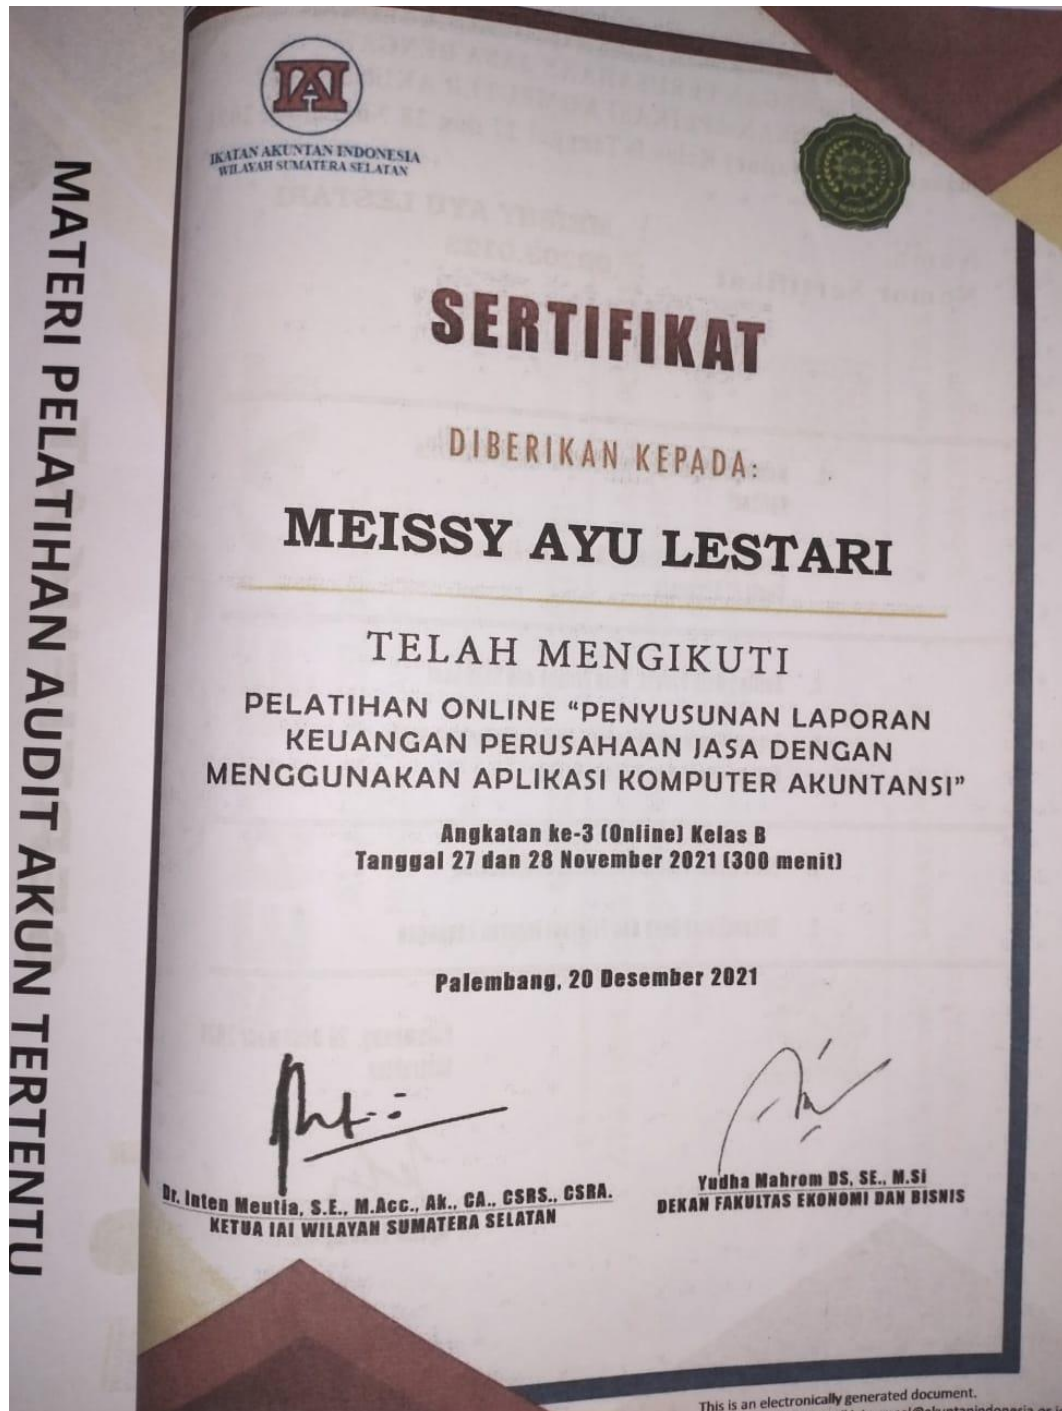 MATERI PELATIHAN AUDIT AKUN TERTENTU
IAI
IKATAN AKUNTAN INDONESIA
WILAYAH SUMATERA SELATAN
SERTIFIKAT
DIBERIKAN KEPADA:
MEISSY AYU LESTARI
TELAH MENGIKUTI
PELATIHAN ONLINE “PENYUSUNAN LAPORAN
KEUANGAN PERUSAHAAN JASA DENGAN
MENGGUNAKAN APLIKASI KOMPUTER AKUNTANSI”
Angkatan ke-3 (Online) Kelas B
Tanggal 27 dan 28 November 2021 (300 menit)
Palembang, 20 Desember 2021
Dr. Inten Meutia, S.E., M.Acc., Ak., CA., CSRS., CSRA.
KETUA IAI WILAYAH SUMATERA SELATAN
Yudha Mahrom DS, SE., M.Si
DEKAN FAKULTAS EKONOMI DAN BISNIS
This is an electronically generated document.